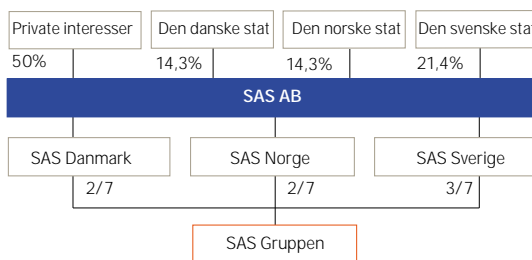 Private interesser Den danske stat Den norske stat Den svenske stat
50% 14,3% 14,3% 21,4%
SAS AB
SAS Danmark SAS Norge SAS Sverige
2/7 2/7 3/7
SAS Gruppen